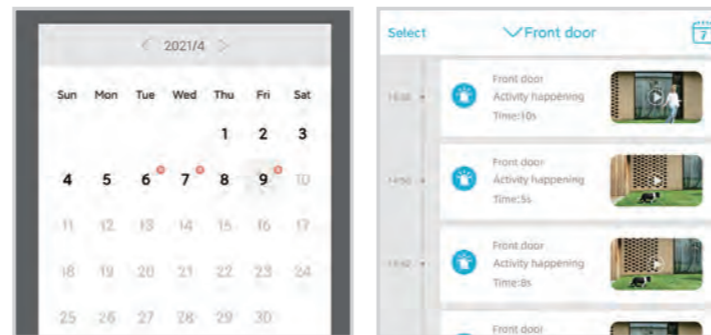 < 2021/4 >
Sun Mon Tue Wed Thu Fri Sat
1 2 3
4 5 6 7 8 9 10
11 12 13 14 15 16 17
18 19 20 21 22 23 24
25 26 27 28 29 30
Select Front door 7
Front door
Activity happening
Time:10s
Front door
14:50 Activity happening
Time:5s
Front door
Activity happening
Time:8s
Front door